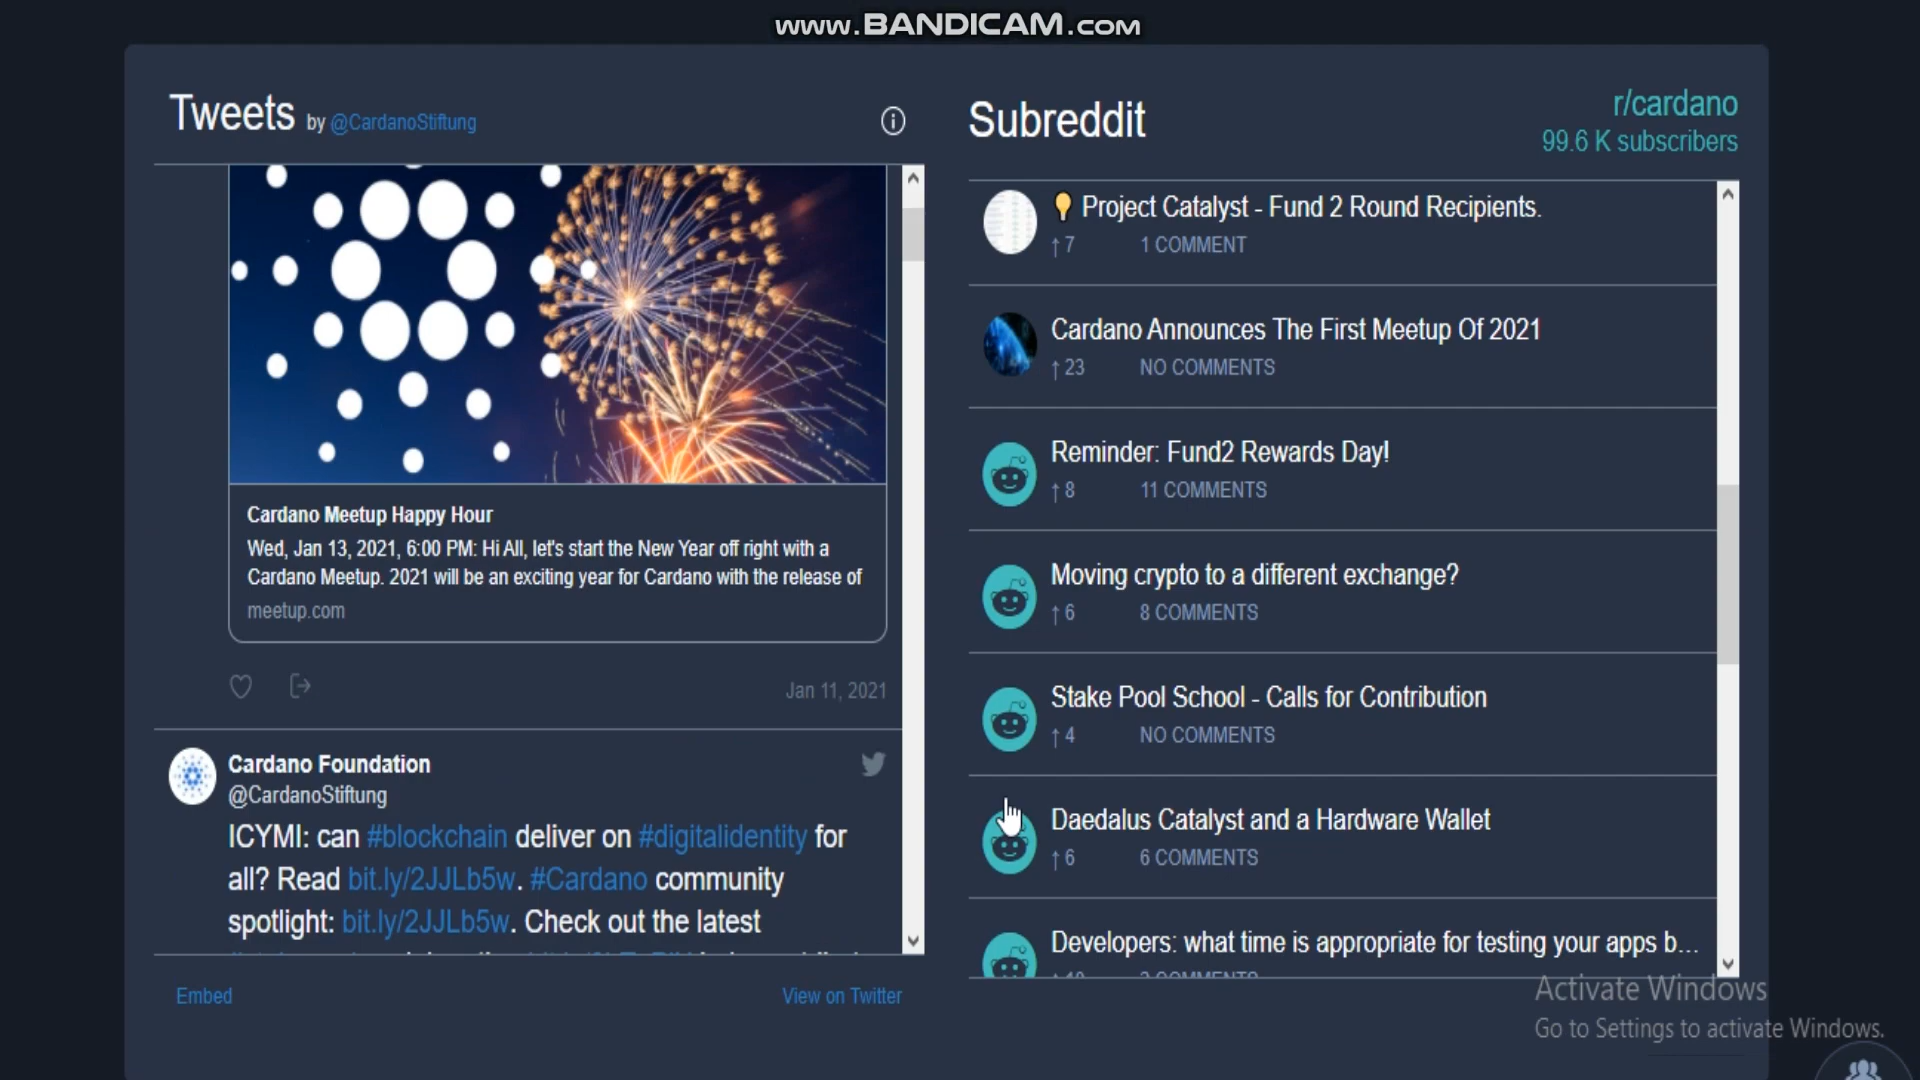 www.BANDICAM.COM
Tweets by @CardanoStiftung
Cardano Meetup Happy Hour
Wed, Jan 13, 2021, 6:00 PM: Hi All, let's start the New Year off right with a
Cardano Meetup. 2021 will be an exciting year for Cardano with the release of
meetup.com
Jan 11, 2021
Cardano Foundation
@CardanoStiftung
ICYMI: can #blockchain deliver on #digitalidentity for
all? Read bit.ly/2JJLb5w. #Cardano community
spotlight: bit.ly/2JJLb5w. Check out the latest
Embed
View on Twitter
Subreddit
r/cardano
99.6 K subscribers
Project Catalyst - Fund 2 Round Recipients.
↑7 1 COMMENT
Cardano Announces The First Meetup Of 2021
↑23 NO COMMENTS
Reminder: Fund2 Rewards Day!
↑8 11 COMMENTS
Moving crypto to a different exchange?
↑6 8 COMMENTS
Stake Pool School - Calls for Contribution
↑4 NO COMMENTS
Daedalus Catalyst and a Hardware Wallet
↑6 6 COMMENTS
Developers: what time is appropriate for testing your apps b...
Activate Windows
Go to Settings to activate Windows.